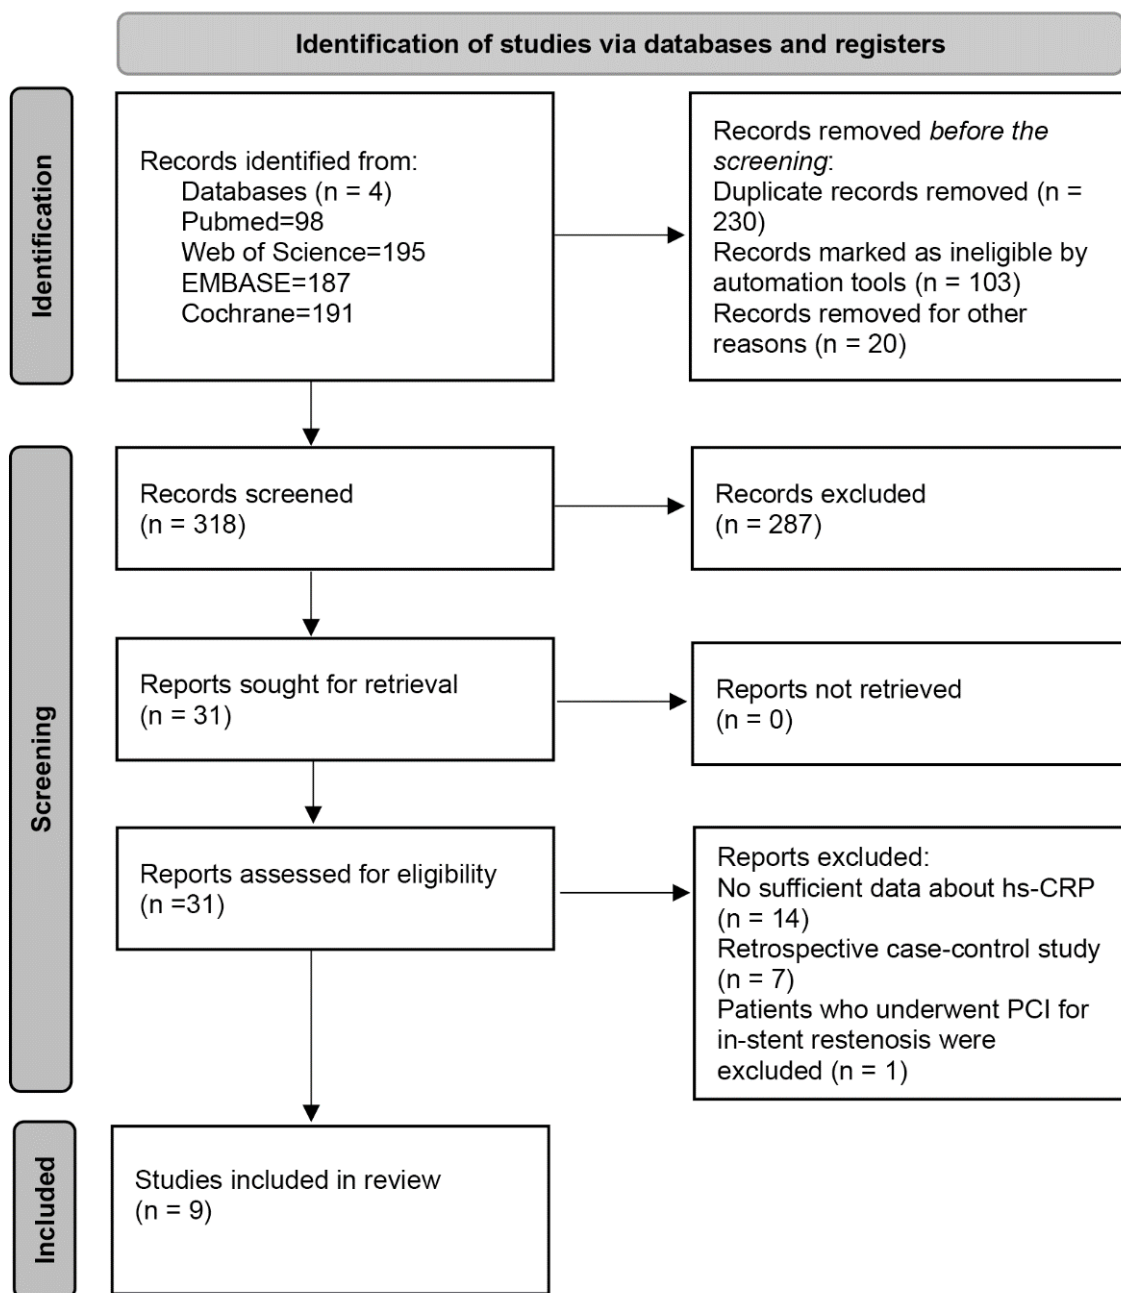 Identification of studies via databases and registers
Identification
Records identified from:
Databases (n = 4)
Pubmed=98
Web of Science=195
EMBASE=187
Cochrane=191
Records removed before the
screening:
Duplicate records removed (n =
230)
Records marked as ineligible by
automation tools (n = 103)
Records removed for other
reasons (n = 20)
Screening
Records screened
(n = 318)
Records excluded
(n = 287)
Reports sought for retrieval
(n = 31)
Reports not retrieved
(n = 0)
Reports assessed for eligibility
(n =31)
Reports excluded:
No sufficient data about hs-CRP
(n = 14)
Retrospective case-control study
(n = 7)
Patients who underwent PCI for
in-stent restenosis were
excluded (n = 1)
Included
Studies included in review
(n = 9)